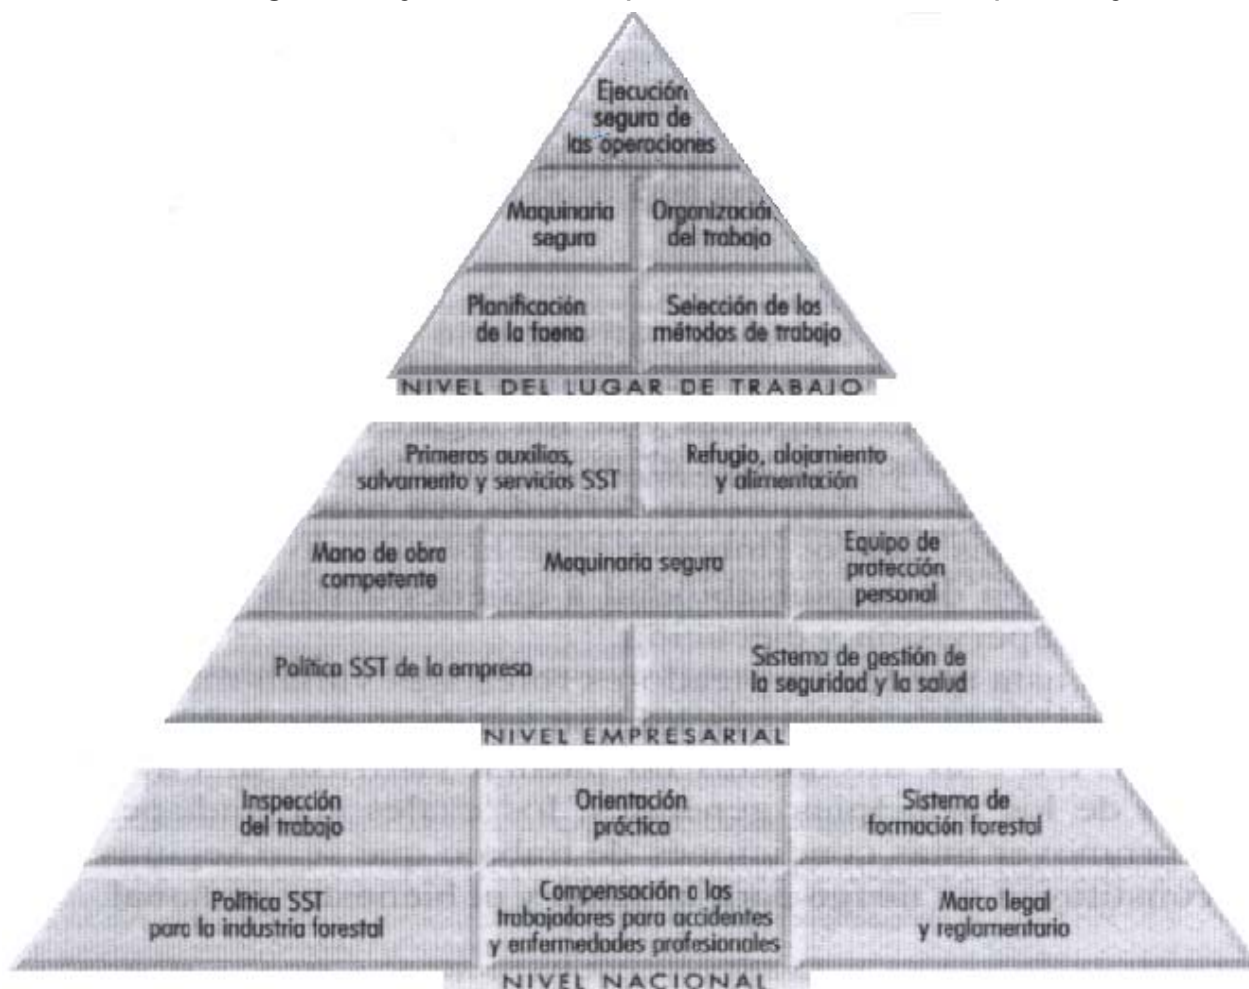 Ejecución
segura de
las operaciones
Maquinaria
segura
Organización
del trabajo
Planificación
de la faena
Selección de los
métodos de trabajo
NIVEL DEL LUGAR DE TRABAJO
Primeros auxilios,
salvamento y servicios SST
Refugio, alojamiento
y alimentación
Mano de obra
competente
Maquinaria segura
Equipo de
protección
personal
Política SST de la empresa
Sistema de gestión de
la seguridad y la salud
NIVEL EMPRESARIAL
Inspección
del trabajo
Orientación
práctica
Sistema de
formación forestal
Política SST
para la industria forestal
Compensación a los
trabajadores para accidentes
y enfermedades profesionales
Marco legal
y reglamentario
NIVEL NACIONAL